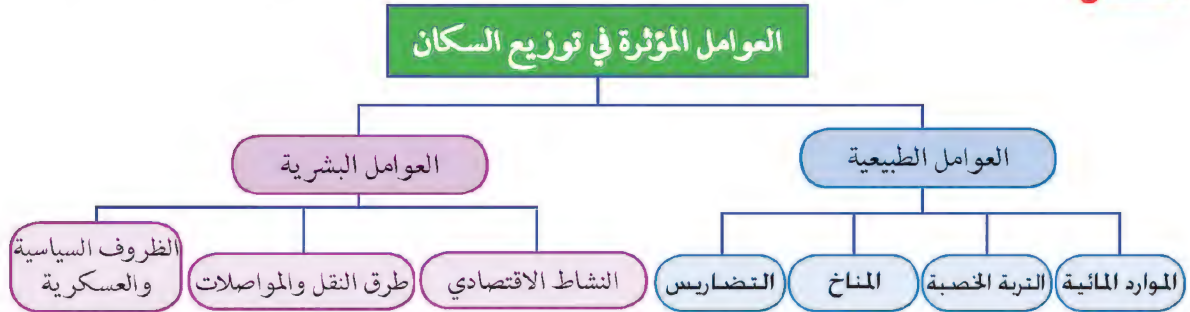 العوامل المؤثرة في توزيع السكان
العوامل الطبيعية
العوامل البشرية
الموارد المائية
التربة الخصبة
المناخ
التضاريس
النشاط الاقتصادي
طرق النقل والمواصلات
الظروف السياسية
والعسكرية